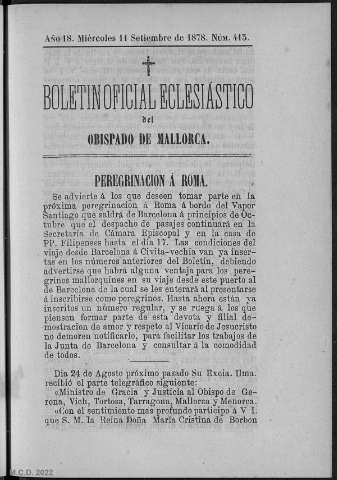 AÑO 18. Miércoles 11 Setiembre de 1878. NÚM. 415.
BOLETIN OFICIAL ECLESIÁSTICO
del
OBISPADO DE MALLORCA.
PEREGRINACION Á ROMA.
Se advierte á los que deseen tomar parte en la
próxima peregrinacion á Roma á bordo del Vapor
Santiago que saldrá de Barcelona á principios de Oc-
tubre que el despacho de pasajes continuará en la
Secretaría de Cámara Episcopal y en la casa de
PP. Filipenses hasta el dia 17. Las condiciones del
viaje desde Barcelona á Civita-vechia van ya inser-
tas en los números anteriores del Boletin, debiendo
advertirse que habrá alguna ventaja para los pere-
grinos mallorquines en su viaje desde este puerto al
de Barcelona de la cual se les enterará al presentarse
á inscribirse como peregrinos. Hasta ahora están ya
inscritos un número regular, y se ruega á los que
piensen formar parte de esta devota y filial de-
mostracion de amor y respeto al Vicario de Jesucristo
no demoren notificarlo, para facilitar los trabajos de
la Junta de Barcelona y consultar á la comodidad
de todos.
Dia 24 de Agosto próximo pasado Su Excia. Ilma.
recibió el parte telegráfico siguiente:
«Ministro de Gracia y Justicia al Obispo de Ge-
rona, Vich, Tortosa, Tarragona, Mallorca y Menorca.
«Con el sentimiento mas profundo participo á V I.
que S. M. la Reina Doña María Cristina de Borbon
M.C.D. 2022